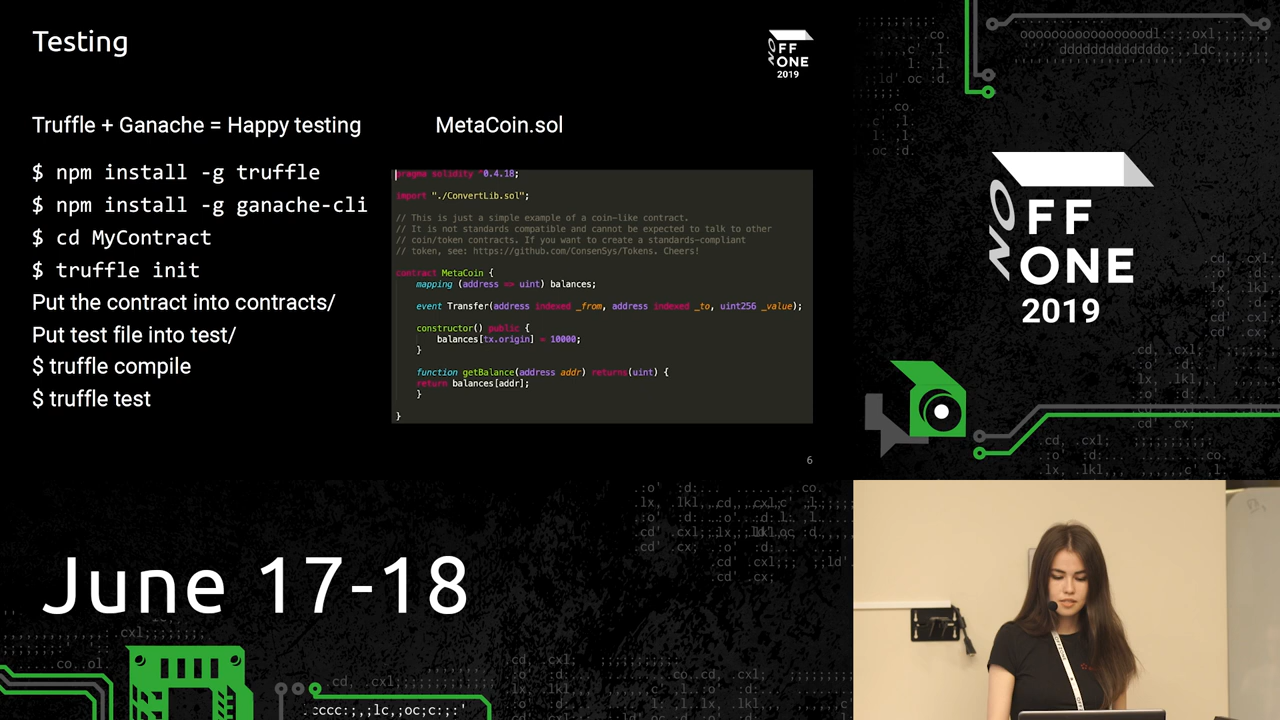 Testing
NO
OFF
ONE
2019
Truffle + Ganache = Happy testing
$ npm install -g truffle
$ npm install -g ganache-cli
$ cd MyContract
$ truffle init
Put the contract into contracts/
Put test file into test/
$ truffle compile
$ truffle test
MetaCoin.sol
pragma solidity ^0.4.18;
import "./ConvertLib.sol";
// This is just a simple example of a coin-like contract.
// It is not standards compatible and cannot be expected to talk to other
// coin/token contracts. If you want to create a standards-compliant
// token, see: https://github.com/ConsenSys/Tokens. Cheers!
contract MetaCoin {
mapping (address => uint) balances;
event Transfer(address indexed _from, address indexed _to, uint256 _value);
constructor() public {
balances[tx.origin] = 10000;
}
function getBalance(address addr) returns(uint) {
return balances[addr];
}
}
6
NO
OFF
ONE
2019
June 17-18